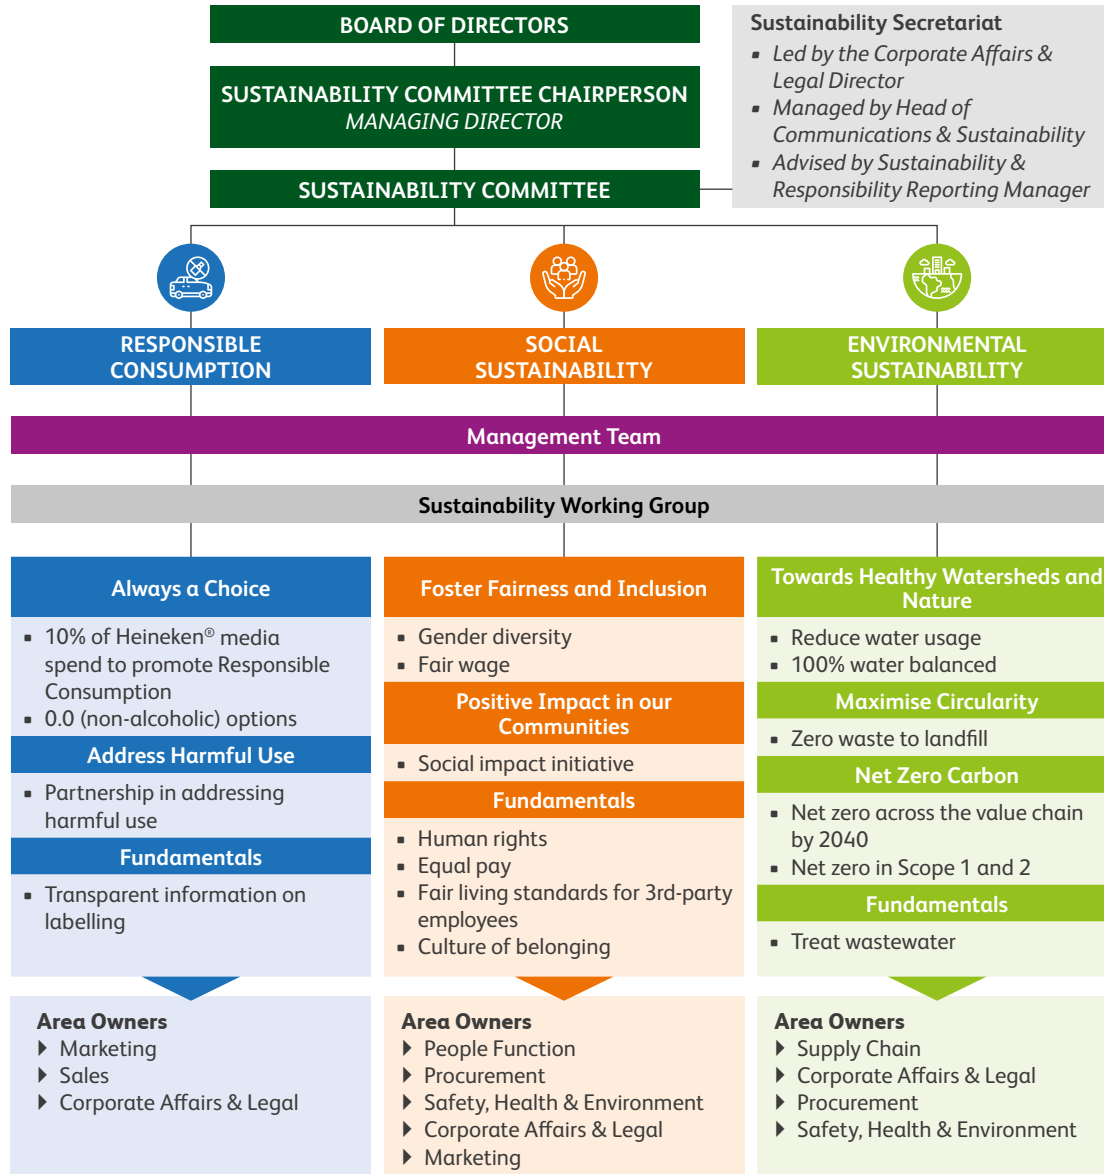 BOARD OF DIRECTORS
SUSTAINABILITY COMMITTEE CHAIRPERSON
MANAGING DIRECTOR
SUSTAINABILITY COMMITTEE
Sustainability Secretariat
▪ Led by the Corporate Affairs &
Legal Director
▪ Managed by Head of
Communications & Sustainability
▪ Advised by Sustainability &
Responsibility Reporting Manager
RESPONSIBLE
CONSUMPTION
SOCIAL
SUSTAINABILITY
ENVIRONMENTAL
SUSTAINABILITY
Management Team
Sustainability Working Group
Always a Choice
▪ 10% of Heineken® media
spend to promote Responsible
Consumption
▪ 0.0 (non-alcoholic) options
Address Harmful Use
▪ Partnership in addressing
harmful use
Fundamentals
▪ Transparent information on
labelling
Area Owners
▸ Marketing
▸ Sales
▸ Corporate Affairs & Legal
Foster Fairness and Inclusion
▪ Gender diversity
▪ Fair wage
Positive Impact in our
Communities
▪ Social impact initiative
Fundamentals
▪ Human rights
▪ Equal pay
▪ Fair living standards for 3rd-party
employees
▪ Culture of belonging
Area Owners
▸ People Function
▸ Procurement
▸ Safety, Health & Environment
▸ Corporate Affairs & Legal
▸ Marketing
Towards Healthy Watersheds and
Nature
▪ Reduce water usage
▪ 100% water balanced
Maximise Circularity
▪ Zero waste to landfill
Net Zero Carbon
▪ Net zero across the value chain
by 2040
▪ Net zero in Scope 1 and 2
Fundamentals
▪ Treat wastewater
Area Owners
▸ Supply Chain
▸ Corporate Affairs & Legal
▸ Procurement
▸ Safety, Health & Environment